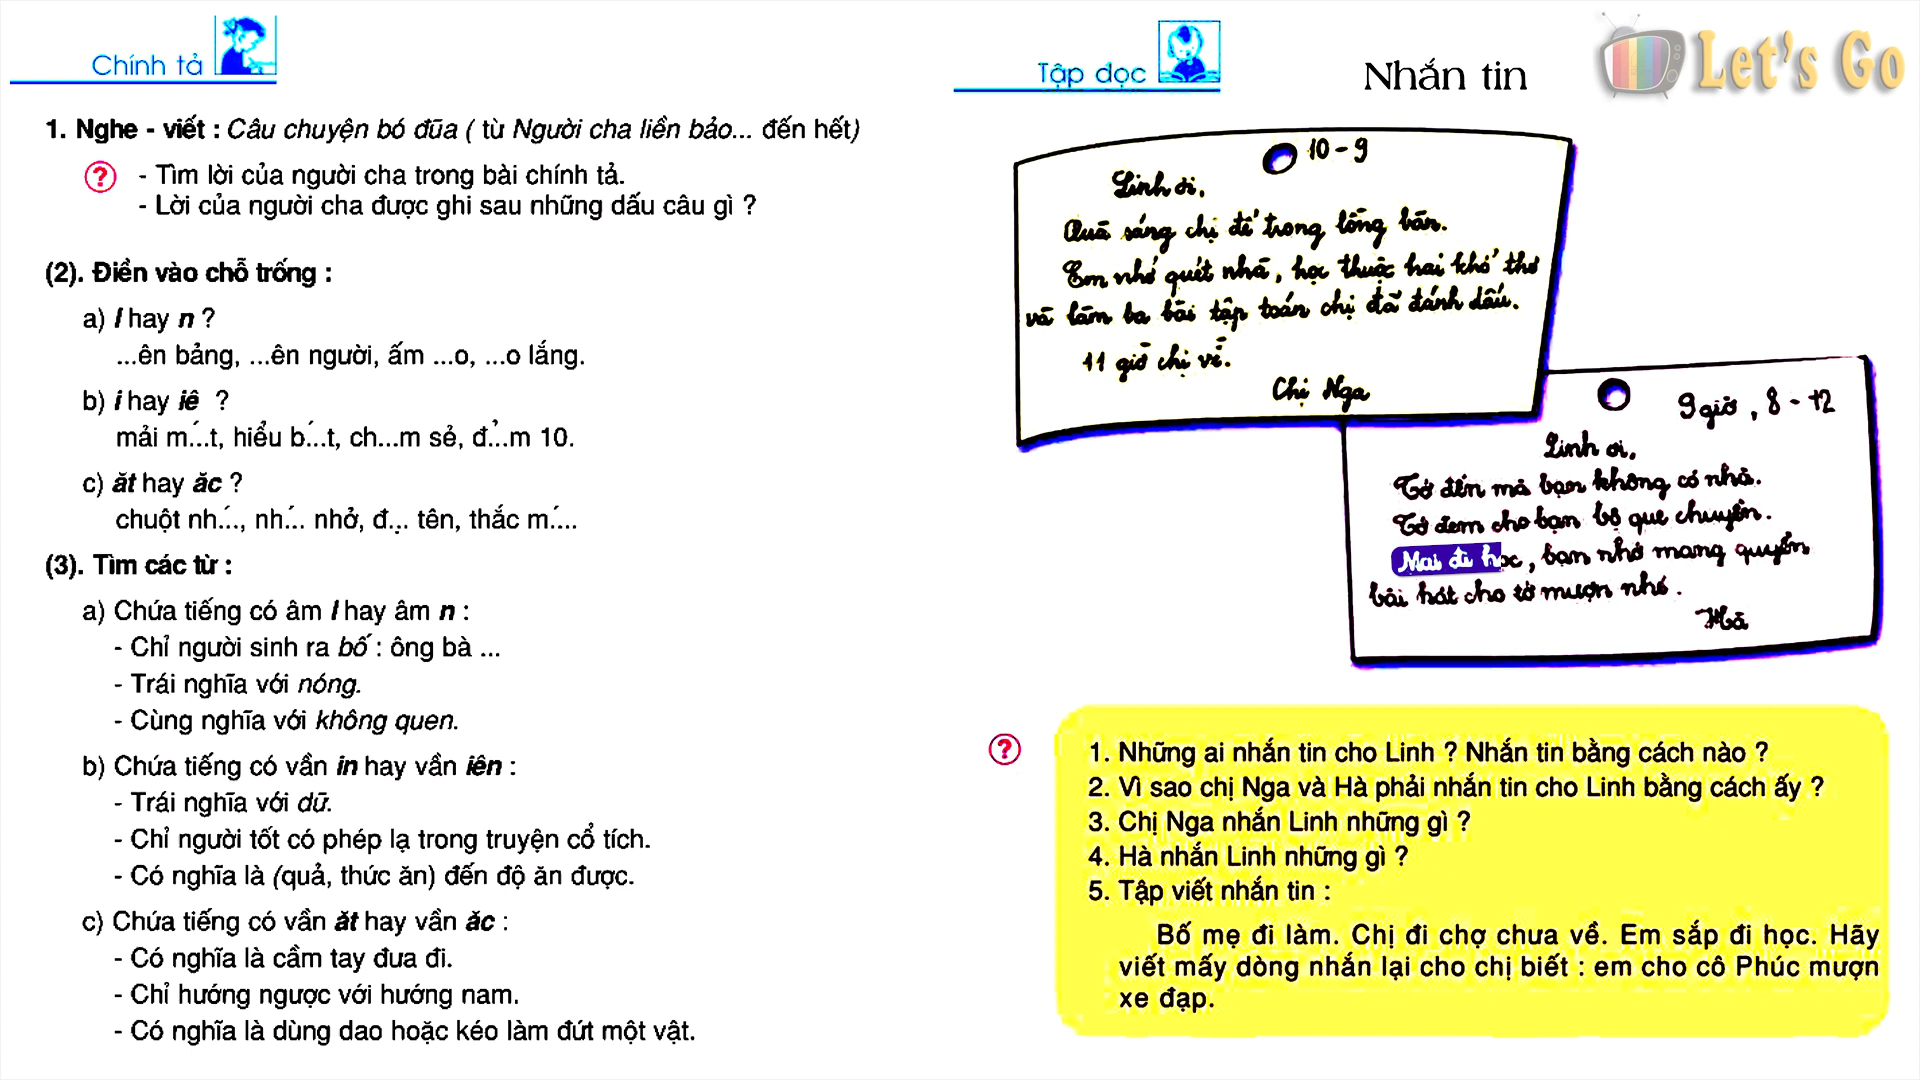 Chính tả
1. Nghe - viết : Câu chuyện bó đũa ( từ Người cha liền bảo... đến hết)
? - Tìm lời của người cha trong bài chính tả.
- Lời của người cha được ghi sau những dấu câu gì ?
(2). Điền vào chỗ trống :
a) l hay n ?
...ên bảng, ...ên người, ấm ...o, ...o lắng.
b) i hay iê ?
mải m...́t, hiểu b...́t, ch...m sẻ, đ...̉m 10.
c) ăt hay ăc ?
chuột nh...́, nh...́ nhở, đ...̣ tên, thắc m...́.
(3). Tìm các từ :
a) Chứa tiếng có âm l hay âm n :
- Chỉ người sinh ra bố : ông bà ...
- Trái nghĩa với nóng.
- Cùng nghĩa với không quen.
b) Chứa tiếng có vần in hay vần iên :
- Trái nghĩa với dữ.
- Chỉ người tốt có phép lạ trong truyện cổ tích.
- Có nghĩa là (quả, thức ăn) đến độ ăn được.
c) Chứa tiếng có vần ăt hay vần ăc :
- Có nghĩa là cầm tay đưa đi.
- Chỉ hướng ngược với hướng nam.
- Có nghĩa là dùng dao hoặc kéo làm đứt một vật.
Tập đọc
Nhắn tin
Let's Go
10 - 9
Linh ơi,
Quà sáng chị để trong lồng bàn.
Em nhớ quét nhà, học thuộc hai khổ thơ
và làm ba bài tập toán chị đã đánh dấu.
11 giờ chị về.
Chị Nga
9 giờ, 8 - 12
Linh ơi,
Tớ đến mà bạn không có nhà.
Tớ đem cho bạn bộ que chuyền.
Mai đi học, bạn nhớ mang quyển
bài hát cho tớ mượn nhé.
Hà
?
1. Những ai nhắn tin cho Linh ? Nhắn tin bằng cách nào ?
2. Vì sao chị Nga và Hà phải nhắn tin cho Linh bằng cách ấy ?
3. Chị Nga nhắn Linh những gì ?
4. Hà nhắn Linh những gì ?
5. Tập viết nhắn tin :
Bố mẹ đi làm. Chị đi chợ chưa về. Em sắp đi học. Hãy
viết mấy dòng nhắn lại cho chị biết : em cho cô Phúc mượn
xe đạp.